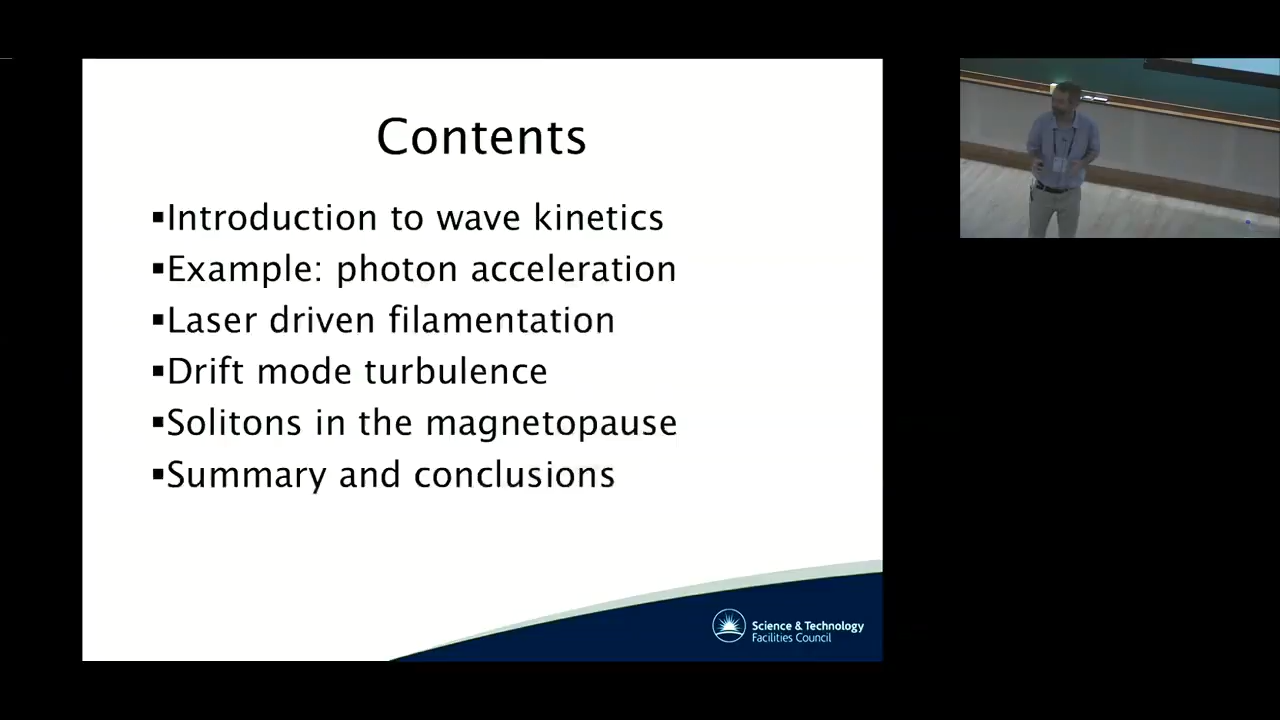 Contents
▪Introduction to wave kinetics
▪Example: photon acceleration
▪Laser driven filamentation
▪Drift mode turbulence
▪Solitons in the magnetopause
▪Summary and conclusions
Science & Technology
Facilities Council